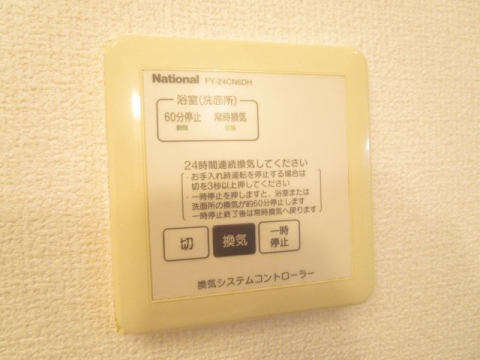 National FY-24CN6DH
浴室(洗面所)
60分停止 常時換気
24時間連続換気してください
・お手入れ時運転を停止する場合は
切を3秒以上押してください
・一時停止を押しますと、浴室または
洗面所の換気が約60分停止します
一時停止終了後は常時換気へ戻ります
切 換気 一時
停止
換気システムコントローラー